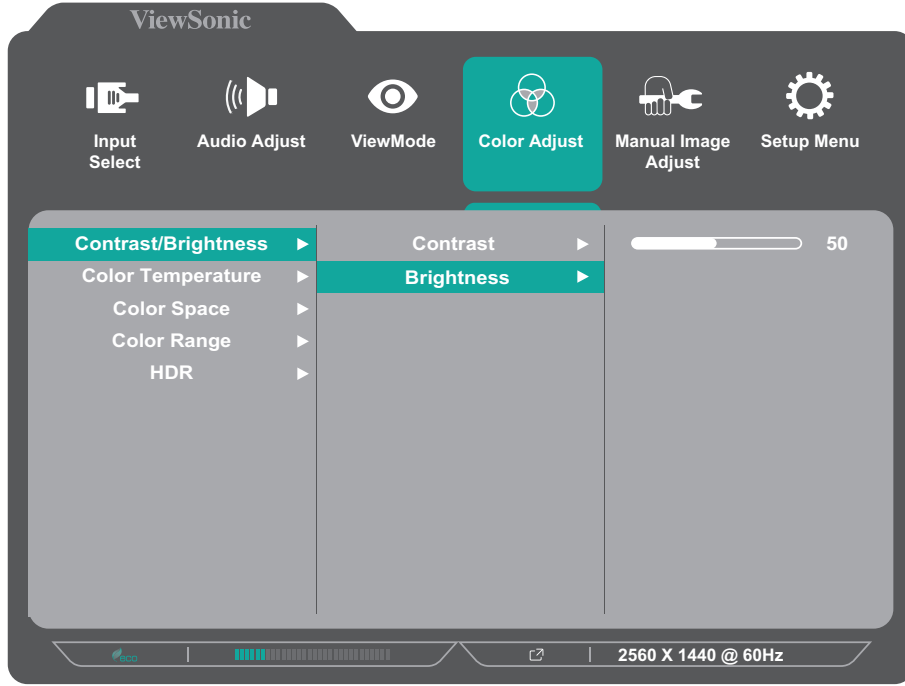 ViewSonic
Input
Select
Audio Adjust
ViewMode
Color Adjust
Manual Image
Adjust
Setup Menu
Contrast/Brightness
Contrast
50
Color Temperature
Brightness
Color Space
Color Range
HDR
eco
2560 X 1440 @ 60Hz